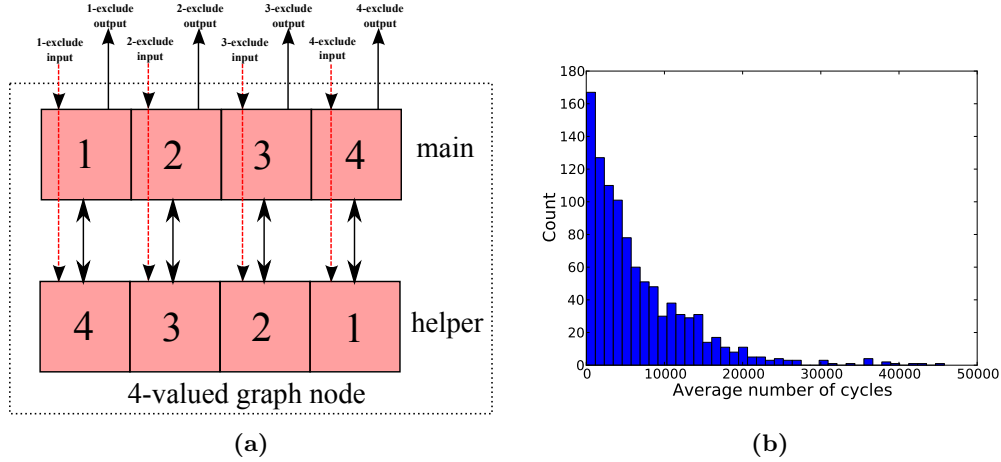 1-exclude
output
2-exclude
output
3-exclude
output
4-exclude
output
1-exclude
input
2-exclude
input
3-exclude
input
4-exclude
input
1 2 3 4 main
4 3 2 1 helper
4-valued graph node
(a)
180
160
140
120
100
80
60
40
20
0
Count
0 10000 20000 30000 40000 50000
Average number of cycles
(b)